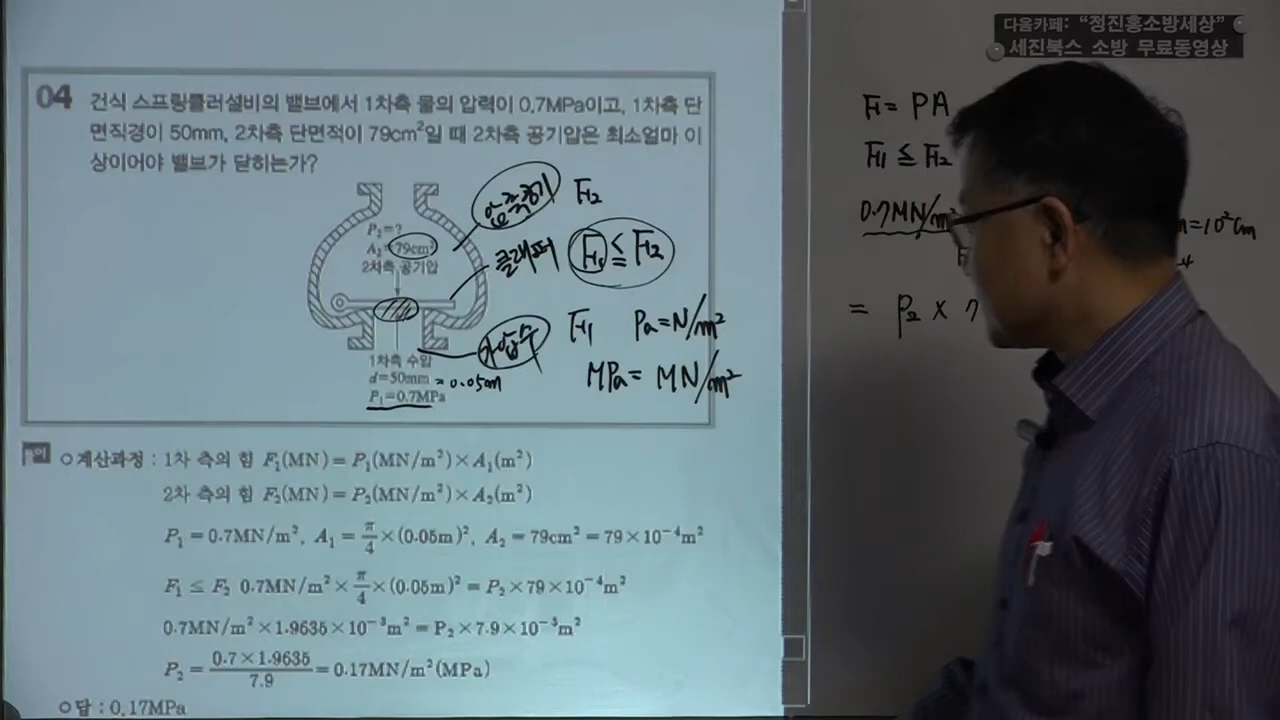 다음카페: "정진홍소방세상"
세진북스 소방 무료동영상
04 건식 스프링클러설비의 밸브에서 1차측 물의 압력이 0.7MPa이고, 1차측 단
면직경이 50mm, 2차측 단면적이 79cm²일 때 2차측 공기압은 최소얼마 이
상이어야 밸브가 닫히는가?
P₂=?
A₂=79cm²
2차측 공기압
압축공기 F₂
클래퍼 F₁ ≦ F₂
가압수 F₁ Pa=N/m²
MPa= MN/m²
1차측 수압
d=50mm = 0.05m
P₁=0.7MPa
풀이 ○계산과정 : 1차 측의 힘 F₁(MN)=P₁(MN/m²)×A₁(m²)
2차 측의 힘 F₂(MN)=P₂(MN/m²)×A₂(m²)
P₁=0.7MN/m², A₁=π/4×(0.05m)², A₂=79cm²=79×10⁻⁴m²
F₁≤F₂ 0.7MN/m²×π/4×(0.05m)²=P₂×79×10⁻⁴m²
0.7MN/m²×1.9635×10⁻³m²=P₂×7.9×10⁻³m²
P₂=0.7×1.9635/7.9=0.17MN/m²(MPa)
○답 : 0.17MPa
F= PA
F₁ ≦ F₂
0.7MN/m²
=10²cm
= P₂ ×